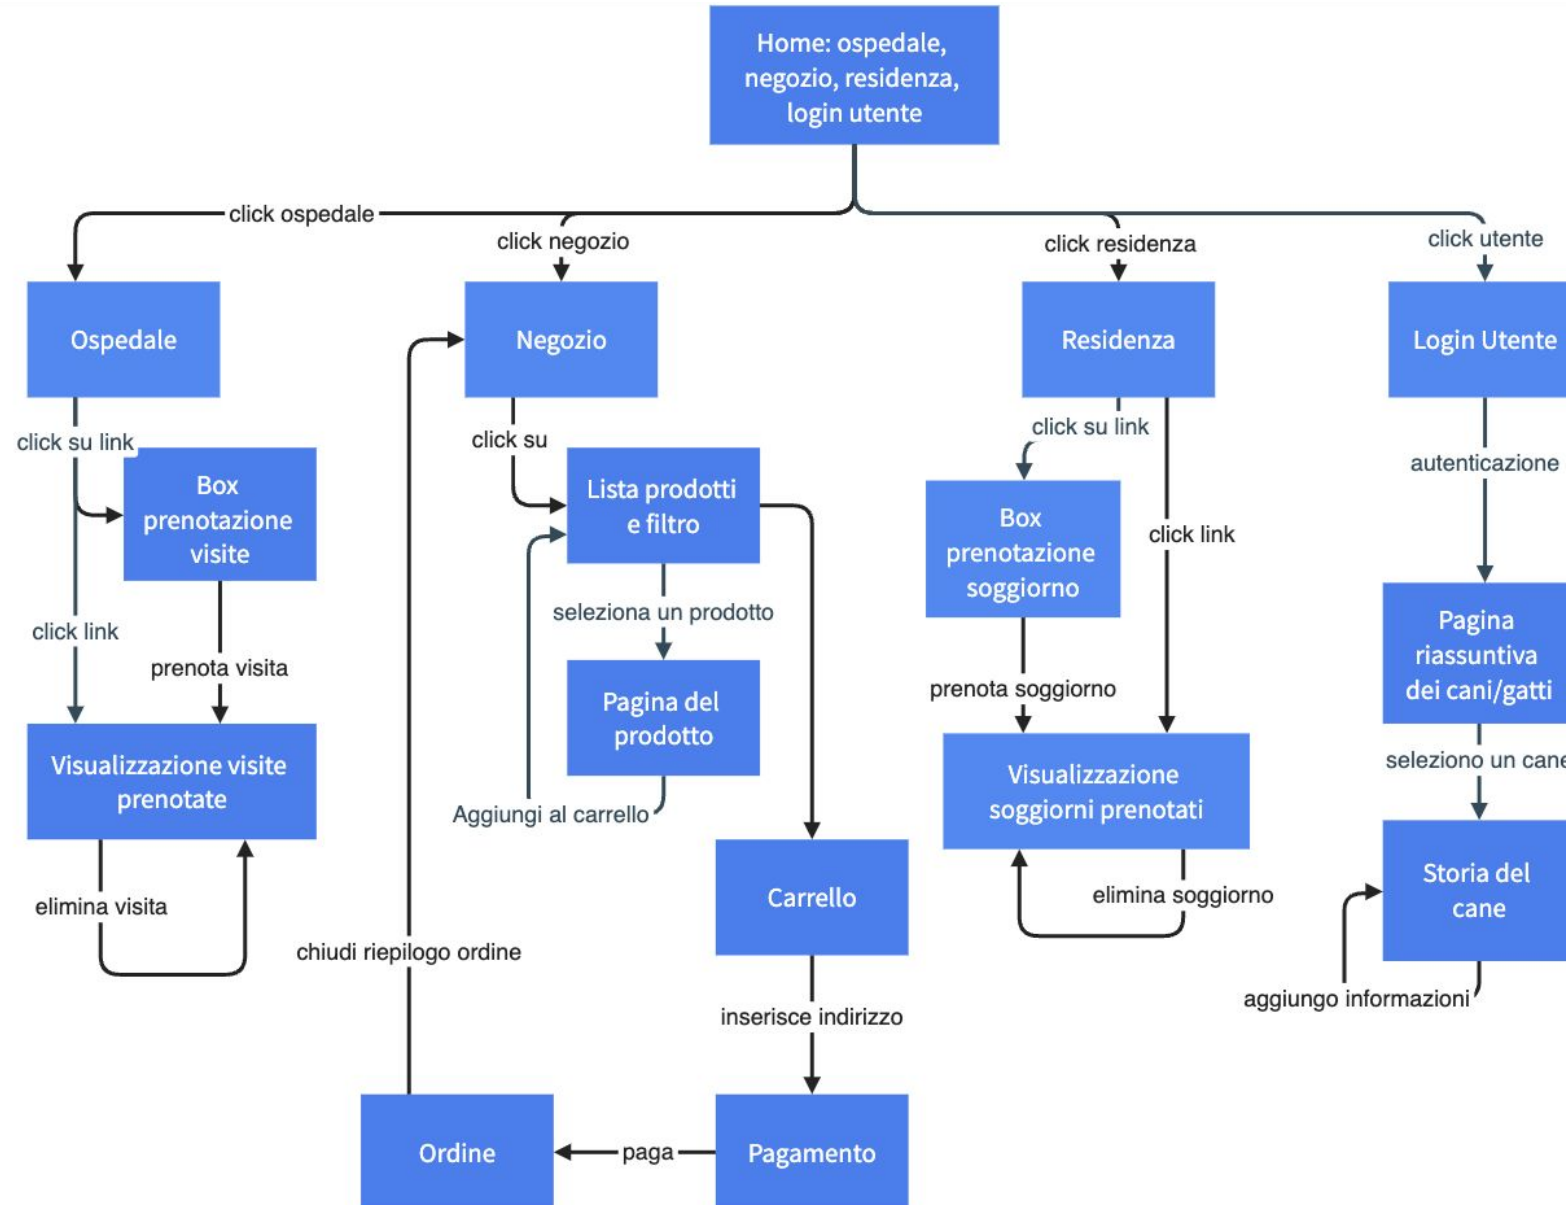 Home: ospedale,
negozio, residenza,
login utente
click ospedale
click negozio
click residenza
click utente
Ospedale
Negozio
Residenza
Login Utente
click su link
click su
click su link
autenticazione
Box
prenotazione
visite
Lista prodotti
e filtro
Box
prenotazione
soggiorno
click link
click link
seleziona un prodotto
prenota visita
prenota soggiorno
Pagina
riassuntiva
dei cani/gatti
Pagina del
prodotto
Visualizzazione visite
prenotate
Visualizzazione
soggiorni prenotati
seleziono un cane
Aggiungi al carrello
Carrello
Storia del
cane
elimina visita
elimina soggiorno
chiudi riepilogo ordine
aggiungo informazioni
inserisce indirizzo
Ordine
paga
Pagamento